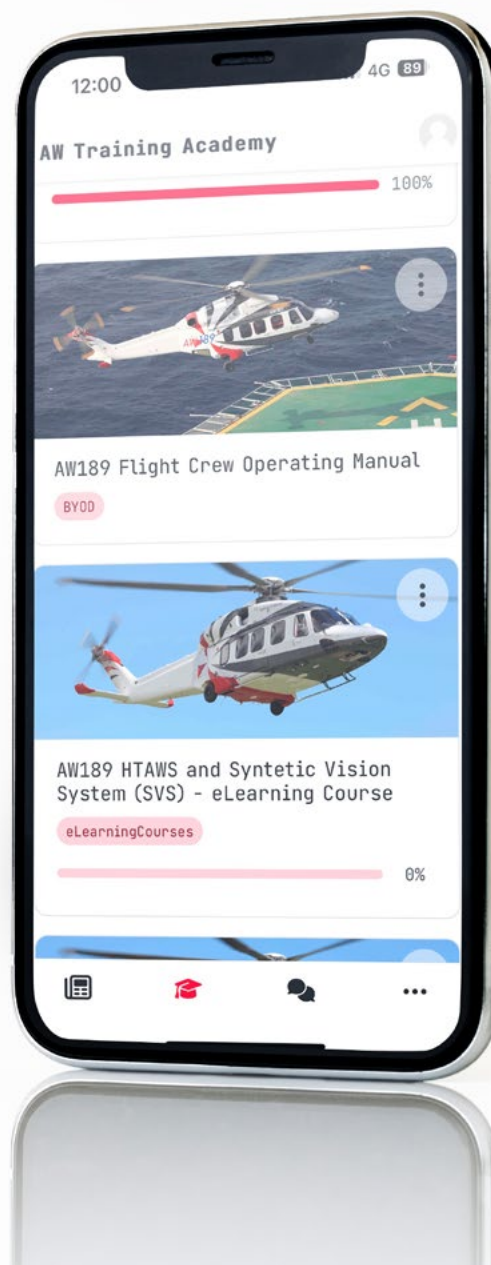 12:00
4G 89
AW Training Academy
100%
AW189
AW189 Flight Crew Operating Manual
BYOD
AW189 HTAWS and Syntetic Vision
System (SVS) - eLearning Course
eLearningCourses
0%